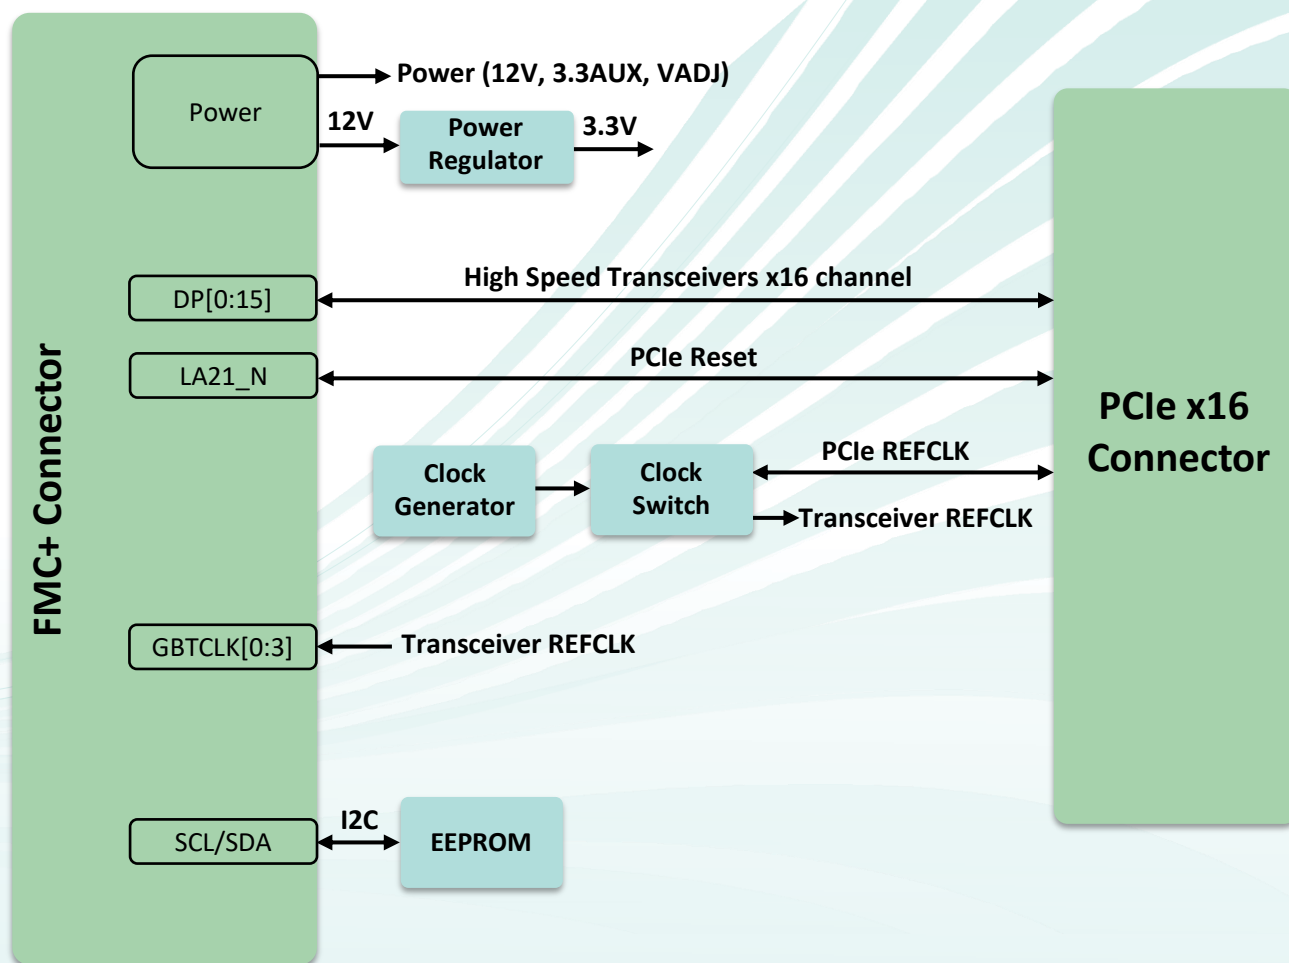 Power
Power (12V, 3.3AUX, VADJ)
12V
Power
Regulator
3.3V
DP[0:15]
High Speed Transceivers x16 channel
LA21_N
PCIe Reset
FMC+ Connector
PCIe x16
Connector
Clock
Generator
Clock
Switch
PCIe REFCLK
Transceiver REFCLK
GBTCLK[0:3]
Transceiver REFCLK
SCL/SDA
I2C
EEPROM